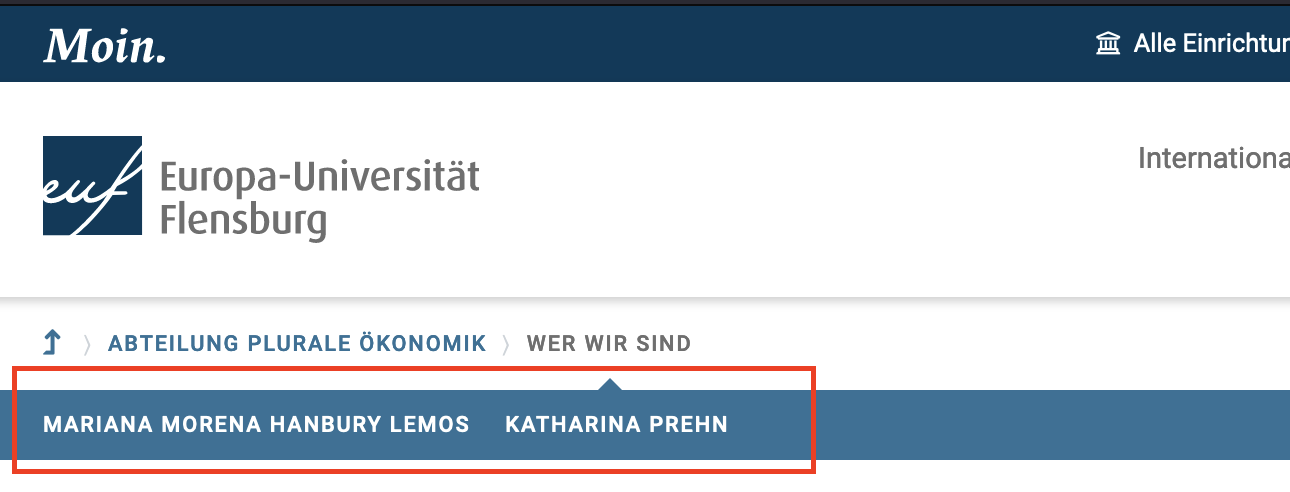 Moin.
Alle Einrichtun
Internationa
euf
Europa-Universität
Flensburg
ABTEILUNG PLURALE ÖKONOMIK 〉 WER WIR SIND
MARIANA MORENA HANBURY LEMOS KATHARINA PREHN